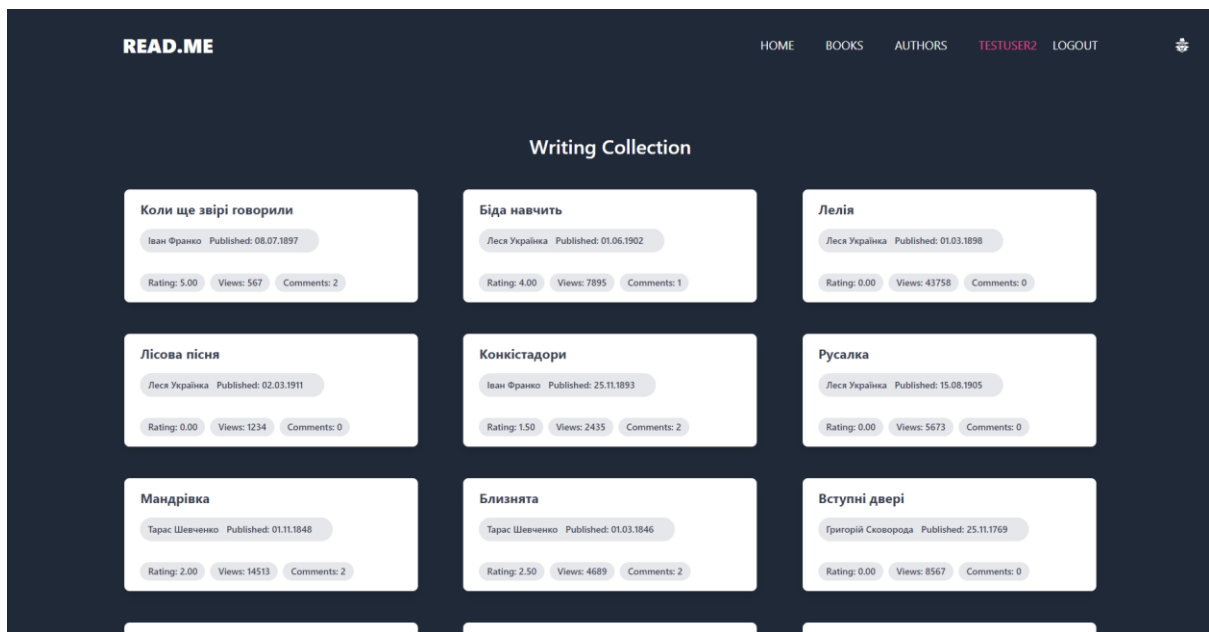 READ.ME
HOME BOOKS AUTHORS TESTUSER2 LOGOUT
Writing Collection
Коли ще звірі говорили
Іван Франко Published: 08.07.1897
Rating: 5.00 Views: 567 Comments: 2
Біда навчить
Леся Українка Published: 01.06.1902
Rating: 4.00 Views: 7895 Comments: 1
Лелія
Леся Українка Published: 01.03.1898
Rating: 0.00 Views: 43758 Comments: 0
Лісова пісня
Леся Українка Published: 02.03.1911
Rating: 0.00 Views: 1234 Comments: 0
Конкістадори
Іван Франко Published: 25.11.1893
Rating: 1.50 Views: 2435 Comments: 2
Русалка
Леся Українка Published: 15.08.1905
Rating: 0.00 Views: 5673 Comments: 0
Мандрівка
Тарас Шевченко Published: 01.11.1848
Rating: 2.00 Views: 14513 Comments: 2
Близнята
Тарас Шевченко Published: 01.03.1846
Rating: 2.50 Views: 4689 Comments: 2
Вступні двері
Григорій Сковорода Published: 25.11.1769
Rating: 0.00 Views: 8567 Comments: 0